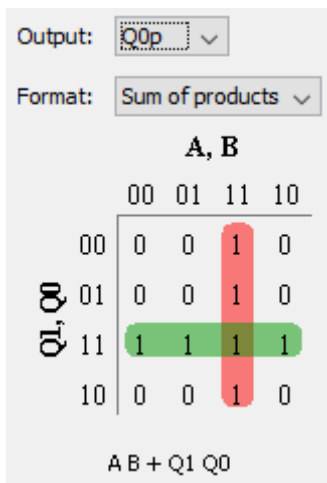 Output: Q0p
Format: Sum of products
A, B
00 01 11 10
00 0 0 1 0
Q1, Q0
01 0 0 1 0
11 1 1 1 1
10 0 0 1 0
A B + Q1 Q0